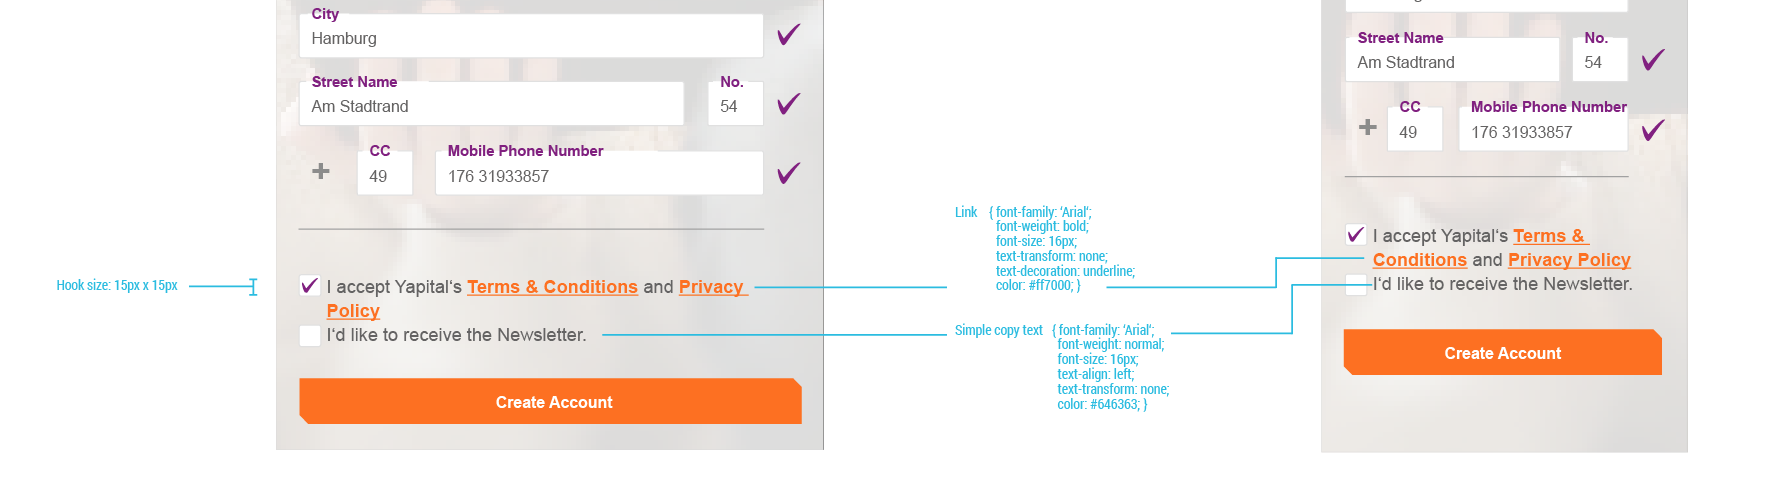 City
Hamburg
Street Name No.
Am Stadtrand 54
CC Mobile Phone Number
+ 49 176 31933857
Hook size: 15px x 15px
I accept Yapital‘s Terms & Conditions and Privacy
Policy
I‘d like to receive the Newsletter.
Create Account
Link { font-family: ‘Arial‘;
font-weight: bold;
font-size: 16px;
text-transform: none;
text-decoration: underline;
color: #ff7000; }
Simple copy text { font-family: ‘Arial‘;
font-weight: normal;
font-size: 16px;
text-align: left;
text-transform: none;
color: #646363; }
Street Name No.
Am Stadtrand 54
CC Mobile Phone Number
+ 49 176 31933857
I accept Yapital‘s Terms &
Conditions and Privacy Policy
I‘d like to receive the Newsletter.
Create Account